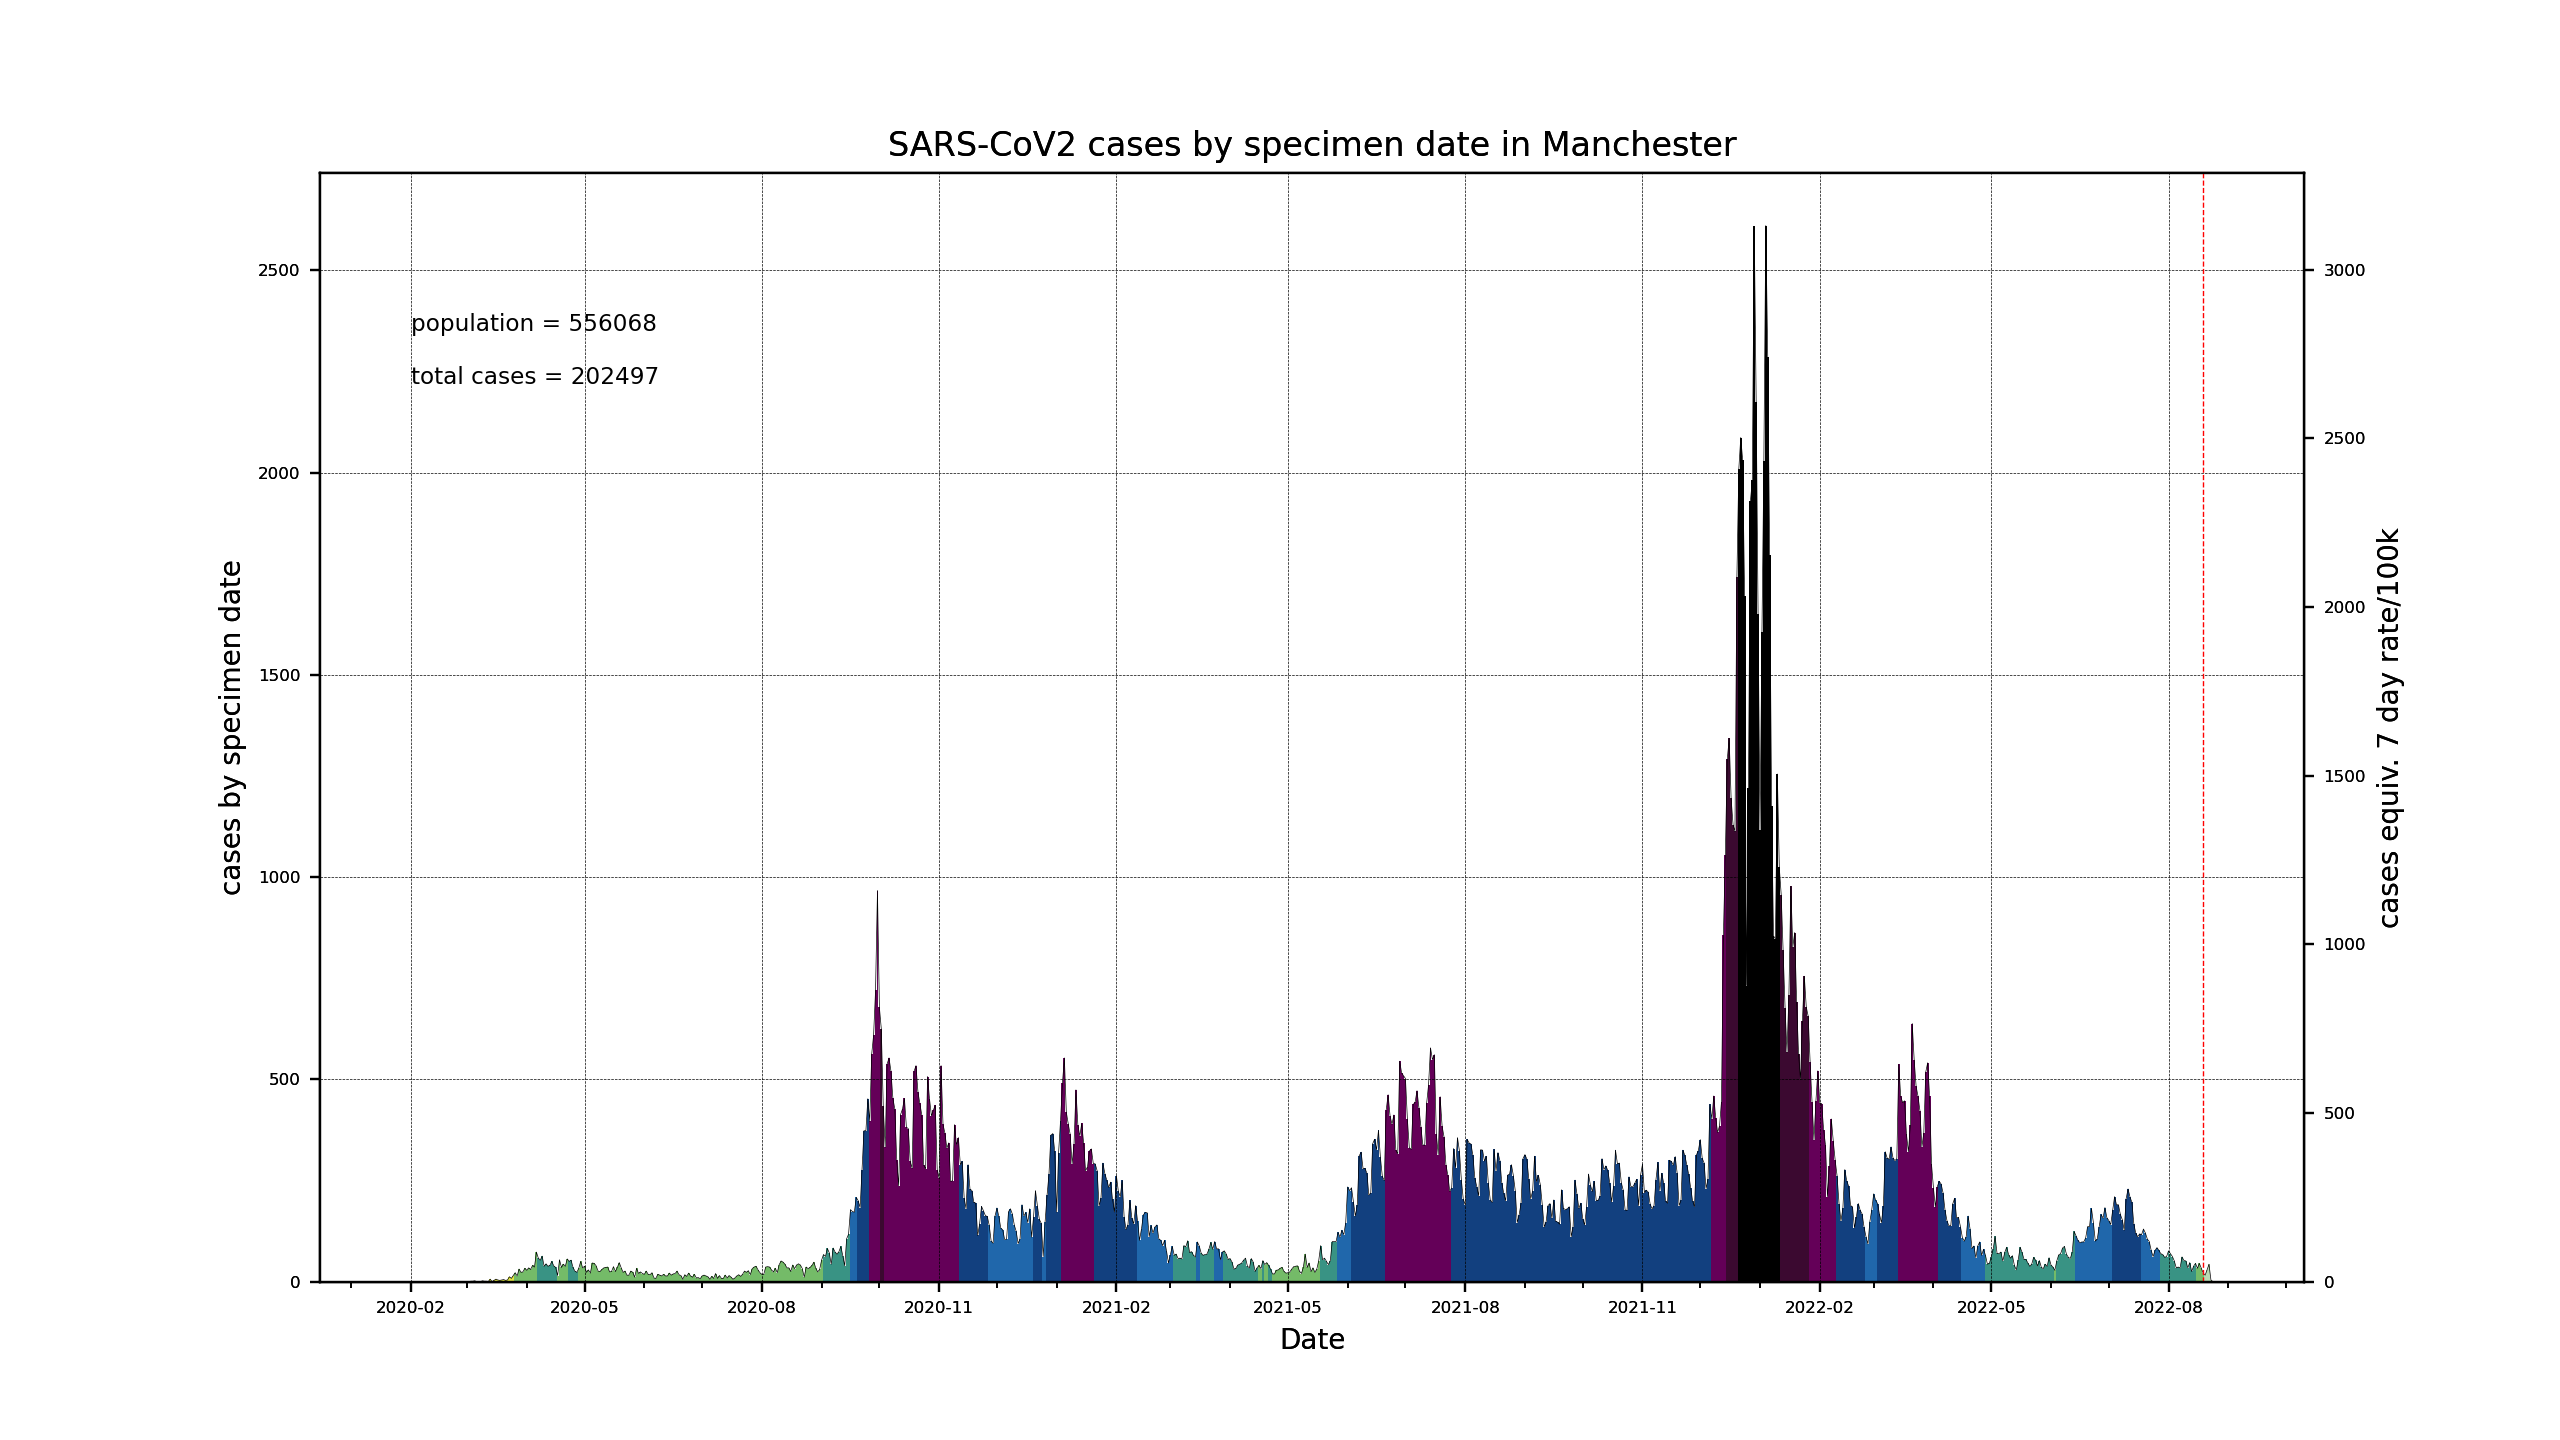 SARS-CoV2 cases by specimen date in Manchester
population = 556068
total cases = 202497
cases by specimen date
2500
2000
1500
1000
500
0
3000
2500
2000
1500
1000
500
0
cases equiv. 7 day rate/100k
2020-02 2020-05 2020-08 2020-11 2021-02 2021-05 2021-08 2021-11 2022-02 2022-05 2022-08
Date